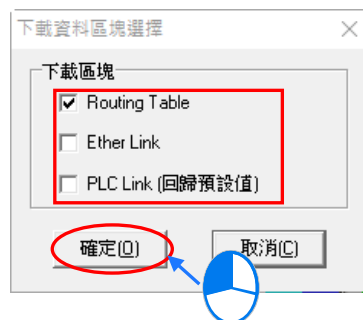 下載資料區塊選擇
下載區塊
Routing Table
Ether Link
PLC Link (回歸預設值)
確定(O) 取消(C)